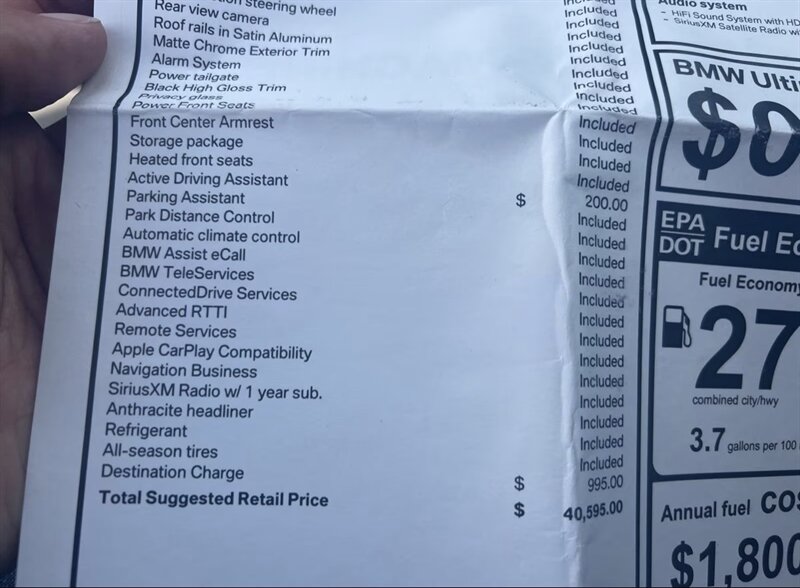 steering wheel
Rear view camera Included
Roof rails in Satin Aluminum Included
Matte Chrome Exterior Trim Included
Alarm System Included
Power tailgate Included
Black High Gloss Trim Included
Privacy glass Included
Power Front Seats Included
Front Center Armrest Included
Storage package Included
Heated front seats Included
Active Driving Assistant Included
Parking Assistant $ 200.00
Park Distance Control Included
Automatic climate control Included
BMW Assist eCall Included
BMW TeleServices Included
ConnectedDrive Services Included
Advanced RTTI Included
Remote Services Included
Apple CarPlay Compatibility Included
Navigation Business Included
SiriusXM Radio w/ 1 year sub. Included
Anthracite headliner Included
Refrigerant Included
All-season tires Included
Destination Charge $ 995.00
Total Suggested Retail Price $ 40,595.00
Audio system
- HiFi Sound System with HD
- SiriusXM Satellite Radio
BMW Ulti
$0
EPA
DOT Fuel Ec
Fuel Economy
27
combined city/hwy
3.7 gallons per 100
Annual fuel COS
$1,800